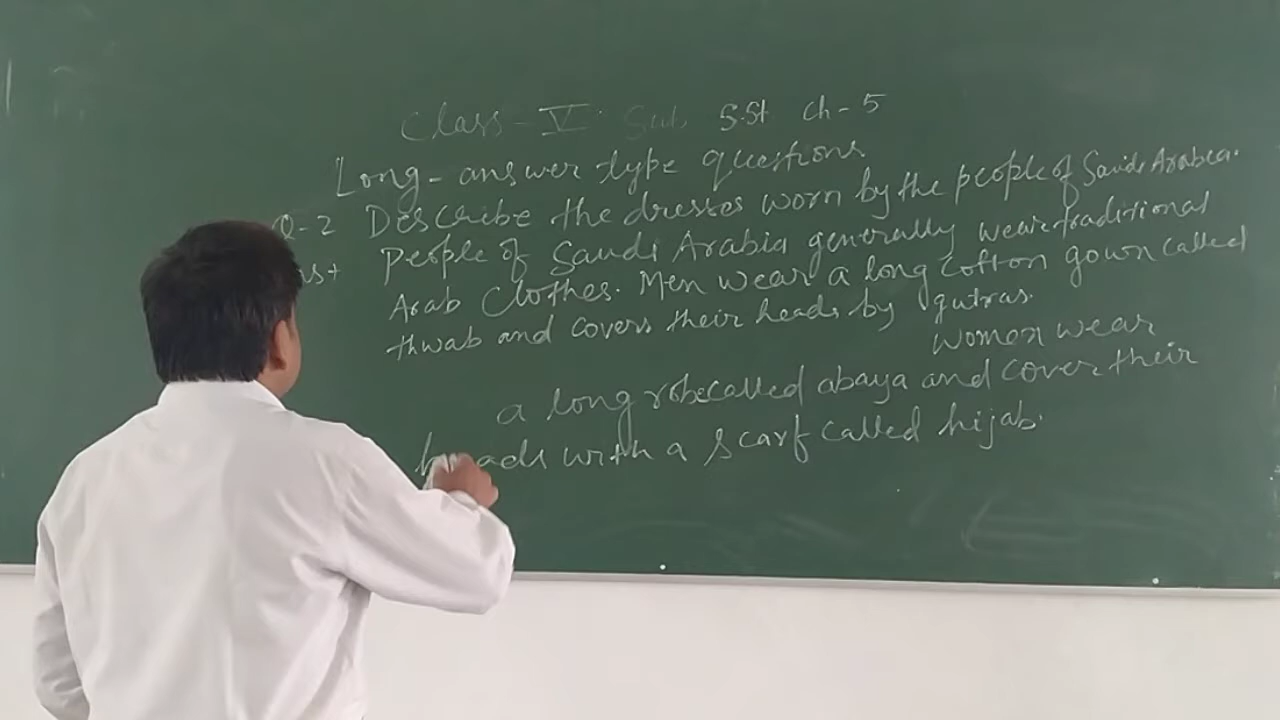 Class - V Sub. S.St Ch - 5
Long - answer type questions
Q-2 Describe the dresses worn by the people of Saudi Arabia.
People of Saudi Arabia generally wear traditional
Arab Clothes. Men wear a long cotton gown called
thwab and covers their heads by gutras.
women wear
a long robe called abaya and cover their
heads with a scarf called hijab.